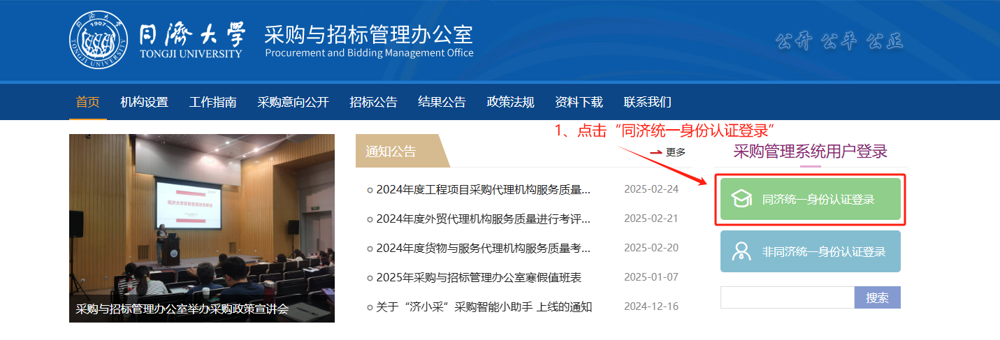 同濟大學
TONGJI UNIVERSITY
1907
TONGJI UNIVERSITY
采购与招标管理办公室
Procurement and Bidding Management Office
公开 公平 公正
首页 机构设置 工作指南 采购意向公开 招标公告 结果公告 政策法规 资料下载 联系我们
1、点击“同济统一身份认证登录”
通知公告
更多
采购管理系统用户登录
2024年度工程项目采购代理机构服务质量... 2025-02-24
2024年度外贸代理机构服务质量进行考评... 2025-02-21
2024年度货物与服务代理机构服务质量考... 2025-02-20
2025年采购与招标管理办公室寒假值班表 2025-01-07
关于“济小采”采购智能小助手 上线的通知 2024-12-16
同济统一身份认证登录
非同济统一身份认证登录
搜索
采购与招标管理办公室举办采购政策宣讲会